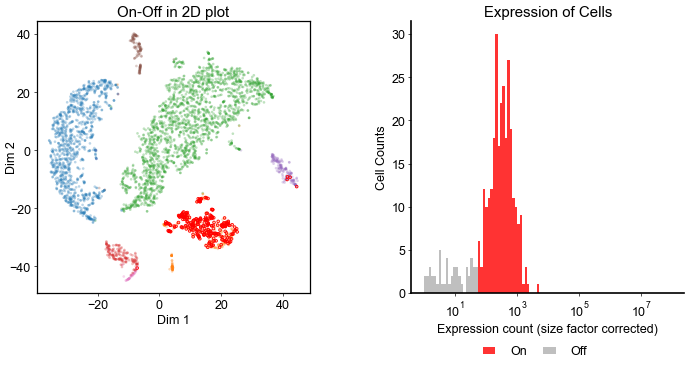 On-Off in 2D plot
Dim 2
40
20
0
−20
−40
−20 0 20 40
Dim 1
Expression of Cells
Cell Counts
30
25
20
15
10
5
0
10^1 10^3 10^5 10^7
Expression count (size factor corrected)
On Off